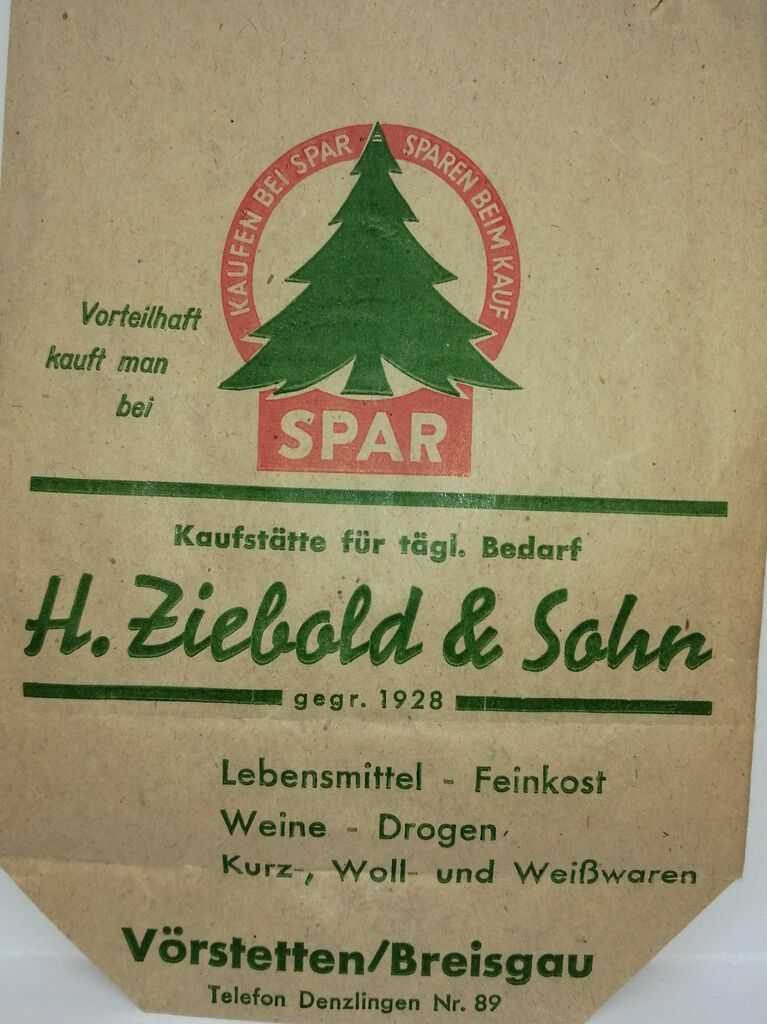 KAUFEN BEI SPAR
SPAREN BEIM KAUF
Vorteilhaft
kauft man
bei
SPAR
Kaufstätte für tägl. Bedarf
H. Ziebold & Sohn
gegr. 1928
Lebensmittel - Feinkost
Weine - Drogen
Kurz-, Woll- und Weißwaren
Vörstetten/Breisgau
Telefon Denzlingen Nr. 89